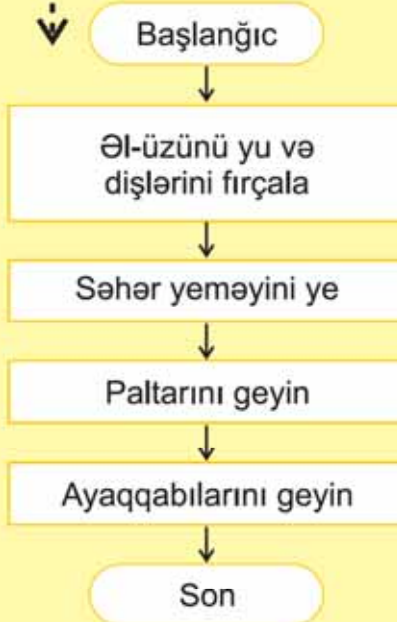 Başlanğıc
Əl-üzünü yu və
dişlərini fırçala
Səhər yeməyini ye
Paltarını geyin
Ayaqqabılarını geyin
Son